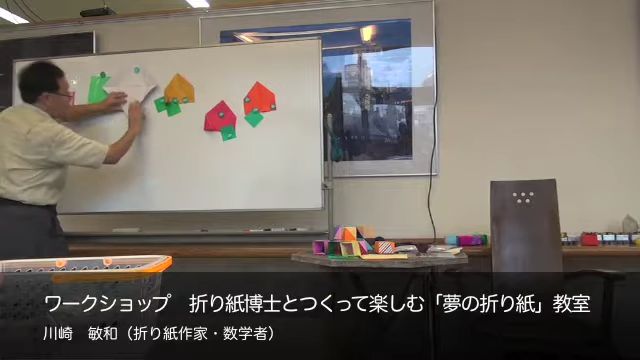 ワークショップ　折り紙博士とつくって楽しむ「夢の折り紙」教室
川崎　敏和（折り紙作家・数学者）